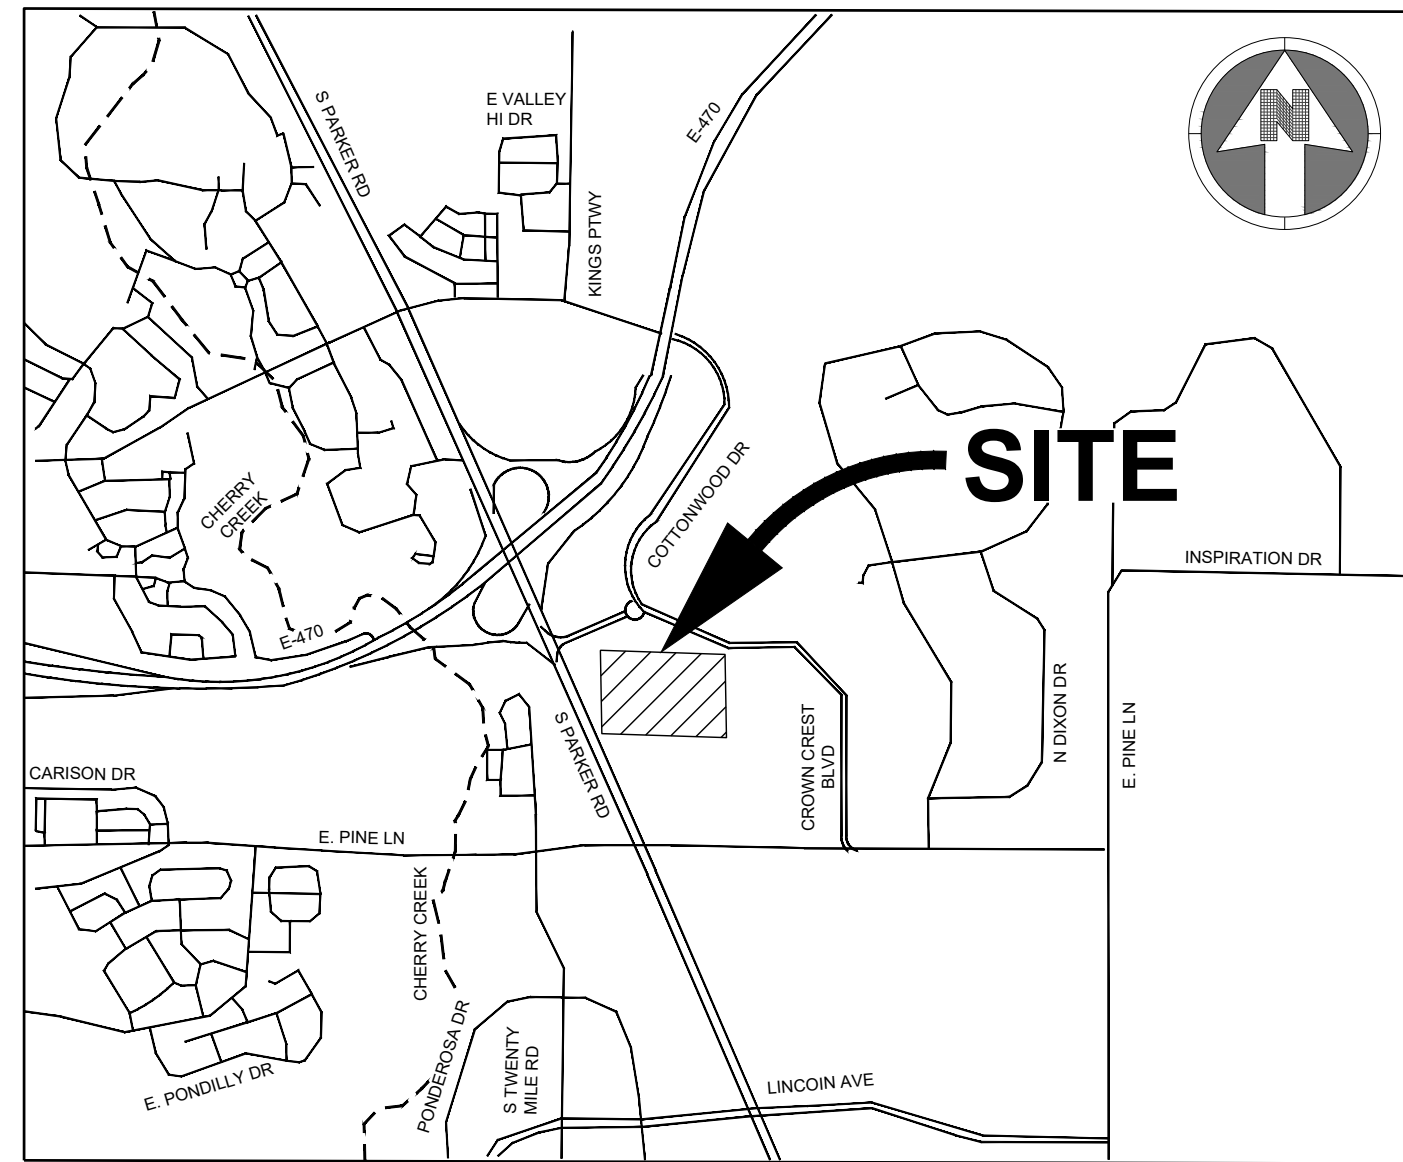 N
E VALLEY
HI DR
S PARKER RD
E-470
KINGS PTWY
SITE
COTTONWOOD DR
CHERRY
CREEK
INSPIRATION DR
E-470
N DIXON DR
E. PINE LN
S PARKER RD
CROWN CREST
BLVD
CARISON DR
E. PINE LN
CHERRY CREEK
PONDEROSA DR
S TWENTY
MILE RD
LINCOIN AVE
E. PONDILLY DR